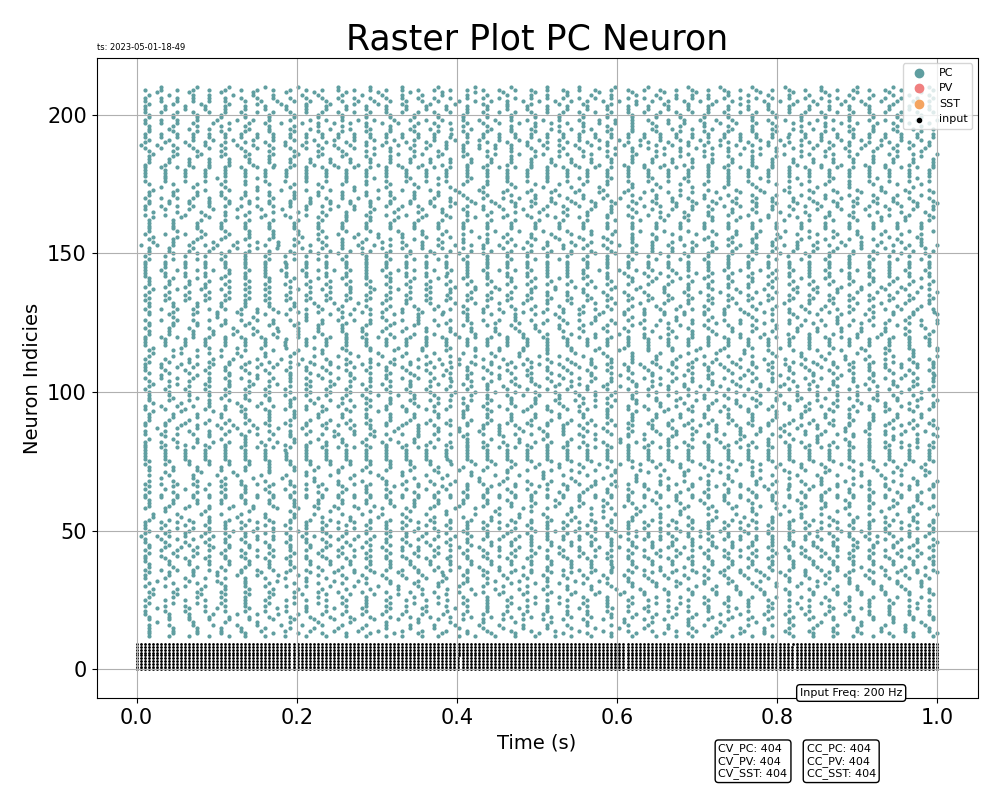 Raster Plot PC Neuron
ts: 2023-05-01-18-49
PC
PV
SST
input
200
150
100
50
0
Neuron Indicies
Input Freq: 200 Hz
0.0 0.2 0.4 0.6 0.8 1.0
Time (s)
CV_PC: 404
CV_PV: 404
CV_SST: 404
CC_PC: 404
CC_PV: 404
CC_SST: 404